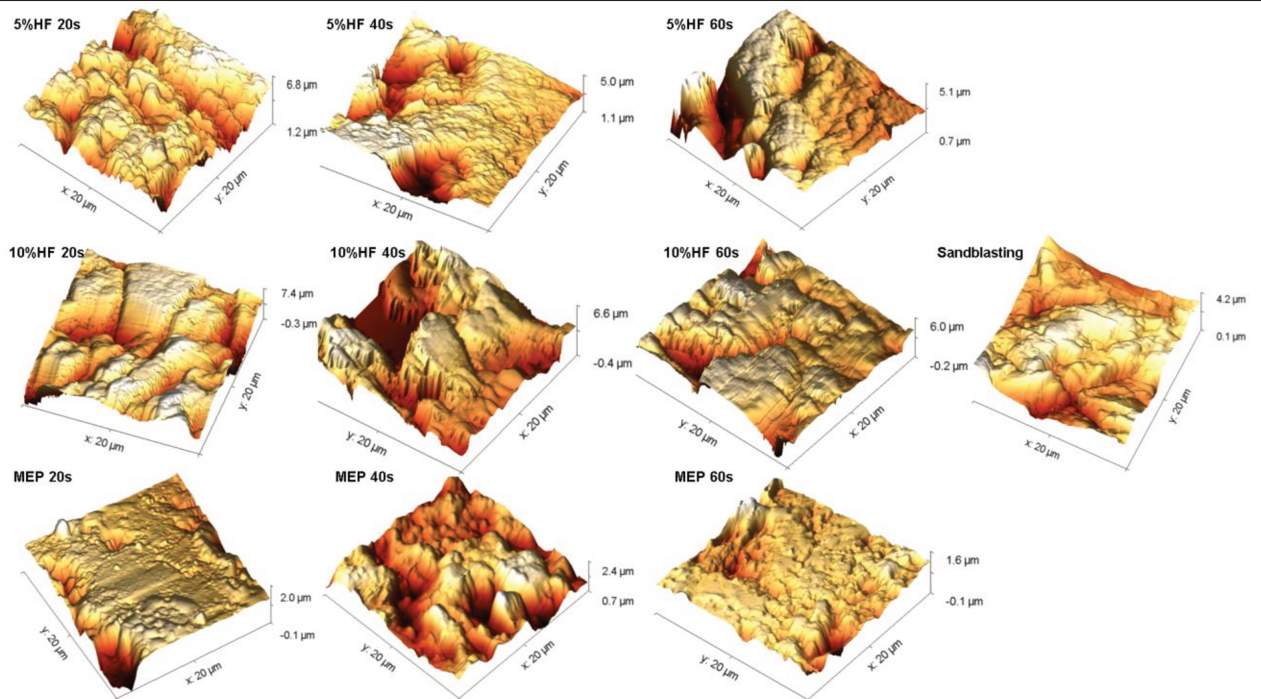 5%HF 20s
6.8 µm
1.2 µm
x: 20 µm
y: 20 µm
5%HF 40s
5.0 µm
1.1 µm
x: 20 µm
y: 20 µm
5%HF 60s
5.1 µm
0.7 µm
x: 20 µm
y: 20 µm
10%HF 20s
7.4 µm
-0.3 µm
x: 20 µm
y: 20 µm
10%HF 40s
6.6 µm
-0.4 µm
y: 20 µm
x: 20 µm
10%HF 60s
6.0 µm
-0.2 µm
y: 20 µm
x: 20 µm
Sandblasting
4.2 µm
0.1 µm
x: 20 µm
y: 20 µm
MEP 20s
2.0 µm
-0.1 µm
y: 20 µm
x: 20 µm
MEP 40s
2.4 µm
0.7 µm
y: 20 µm
x: 20 µm
MEP 60s
1.6 µm
-0.1 µm
y: 20 µm
x: 20 µm